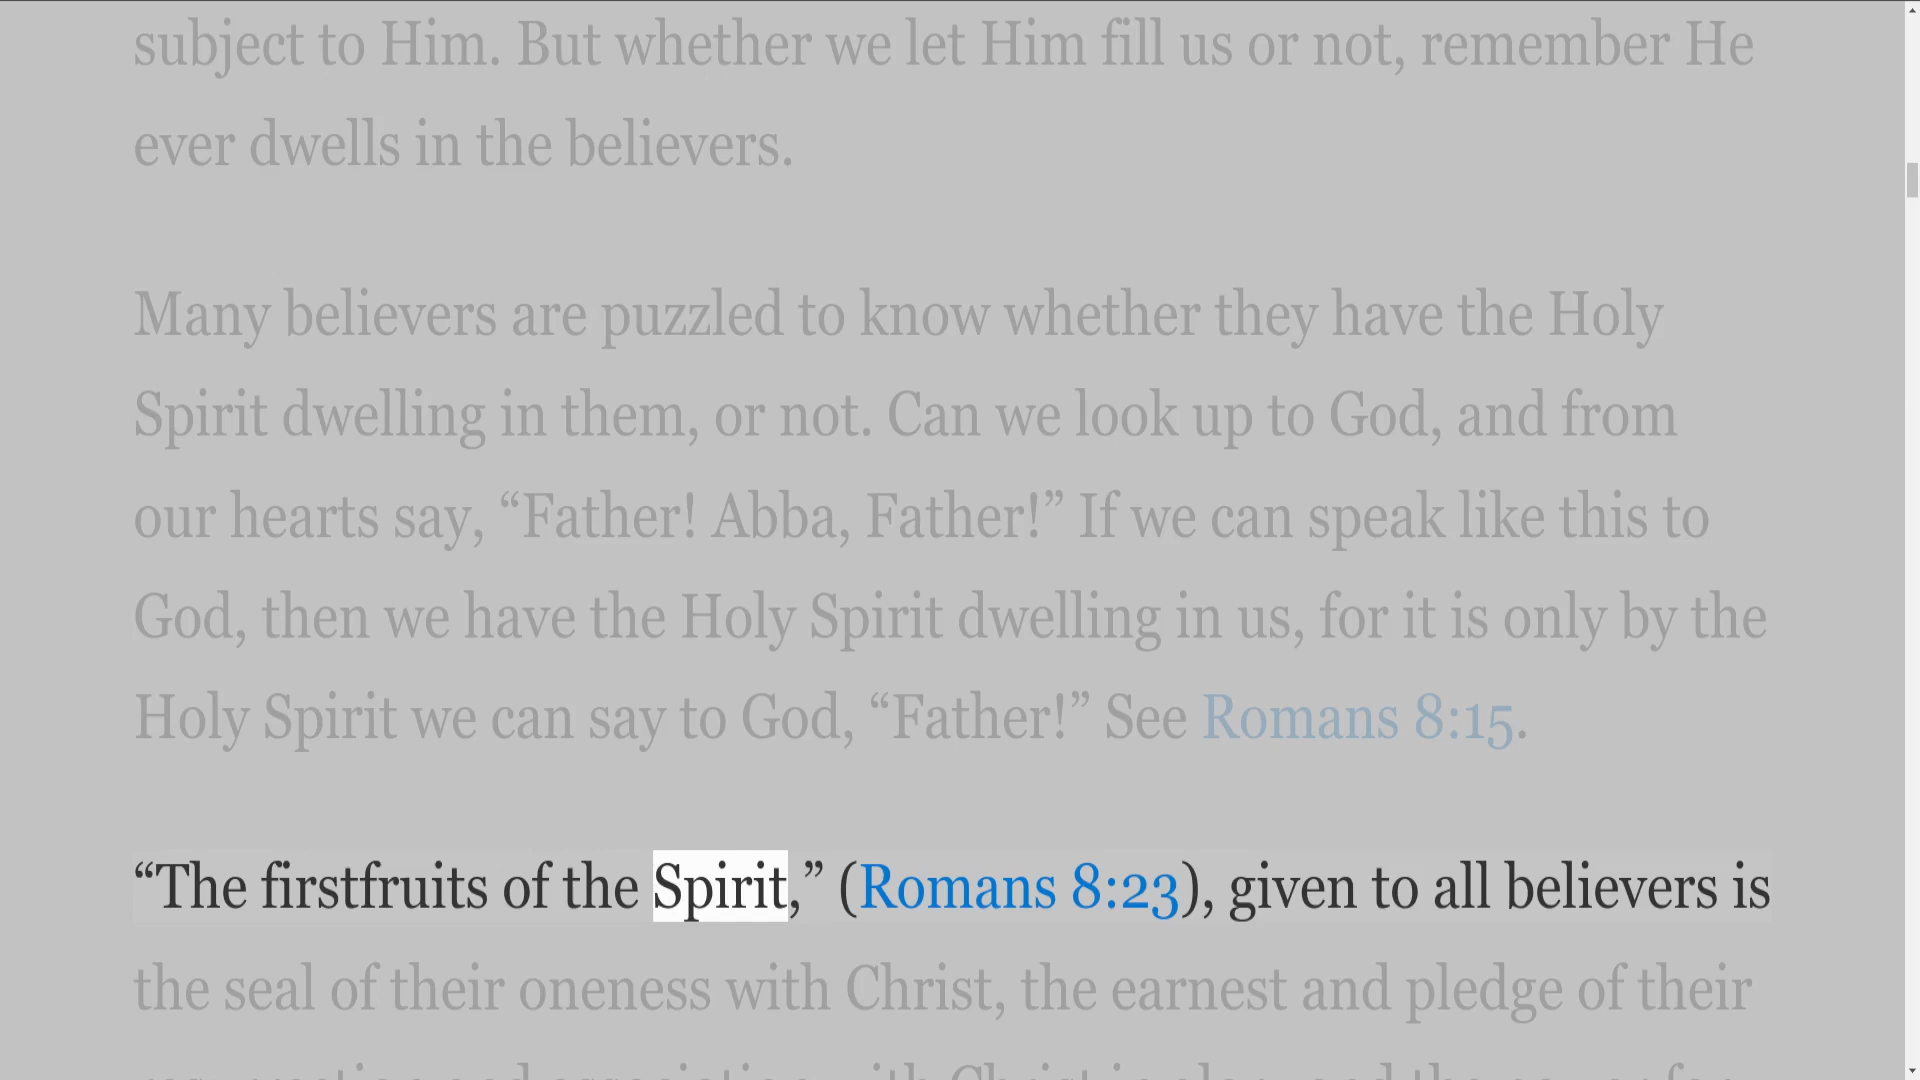 subject to Him. But whether we let Him fill us or not, remember He
ever dwells in the believers.
Many believers are puzzled to know whether they have the Holy
Spirit dwelling in them, or not. Can we look up to God, and from
our hearts say, “Father! Abba, Father!” If we can speak like this to
God, then we have the Holy Spirit dwelling in us, for it is only by the
Holy Spirit we can say to God, “Father!” See Romans 8:15.
“The firstfruits of the Spirit,” (Romans 8:23), given to all believers is
the seal of their oneness with Christ, the earnest and pledge of their